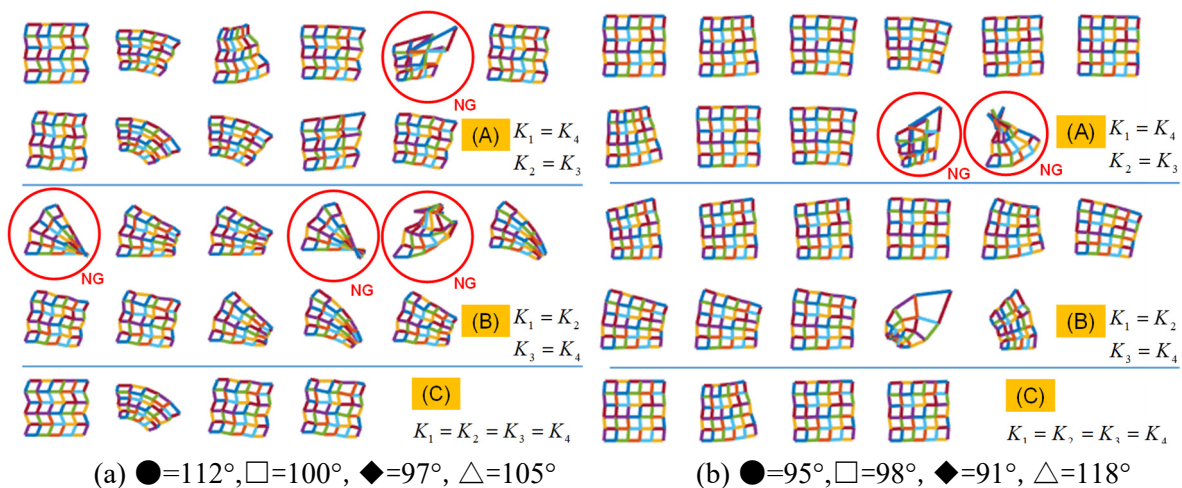 NG
(A) K₁ = K₄
K₂ = K₃
NG
NG
NG
(B) K₁ = K₂
K₃ = K₄
(C)
K₁ = K₂ = K₃ = K₄
(a) ●=112°,□=100°, ◆=97°, △=105°
(A) K₁ = K₄
K₂ = K₃
NG
NG
(B) K₁ = K₂
K₃ = K₄
(C)
K₁ = K₂ = K₃ = K₄
(b) ●=95°,□=98°, ◆=91°, △=118°